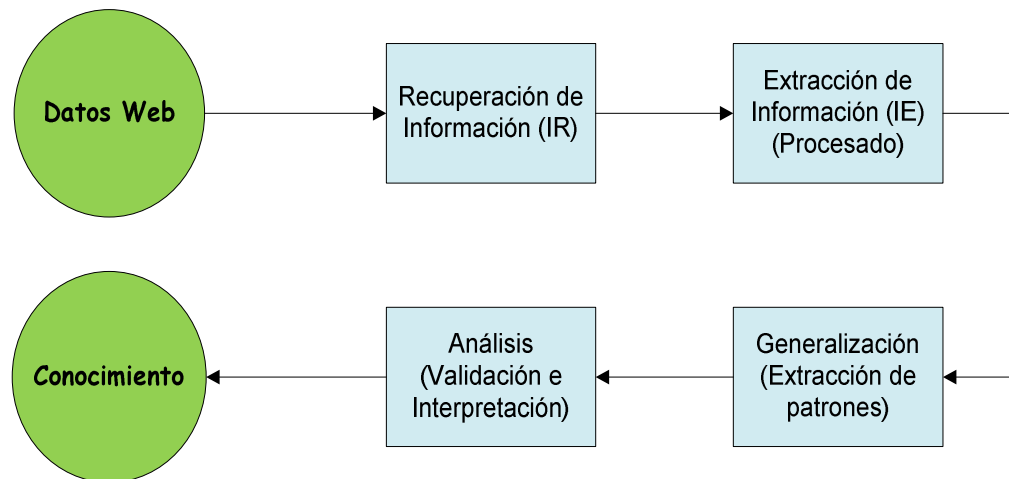 Datos Web
Recuperación de
Información (IR)
Extracción de
Información (IE)
(Procesado)
Conocimiento
Análisis
(Validación e
Interpretación)
Generalización
(Extracción de
patrones)